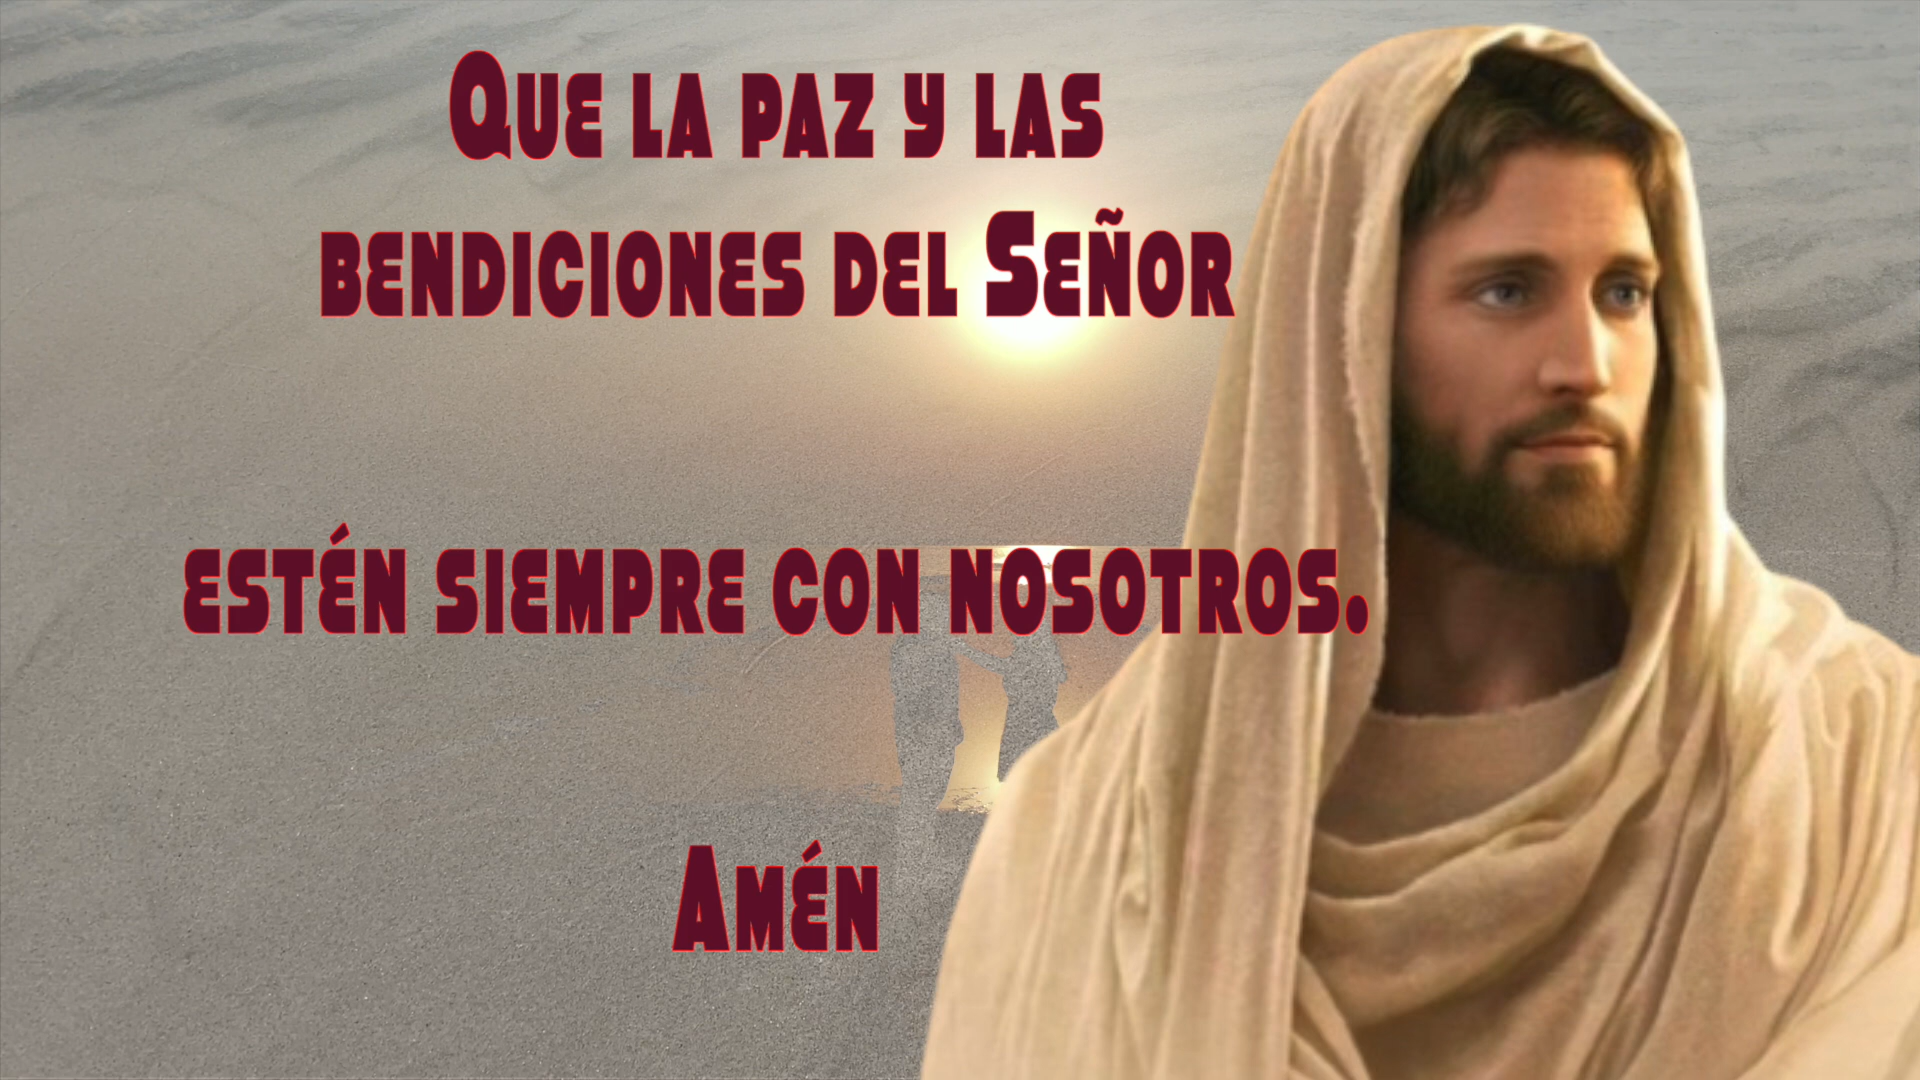 Que la paz y las
bendiciones del Señor
estén siempre con nosotros.
Amén